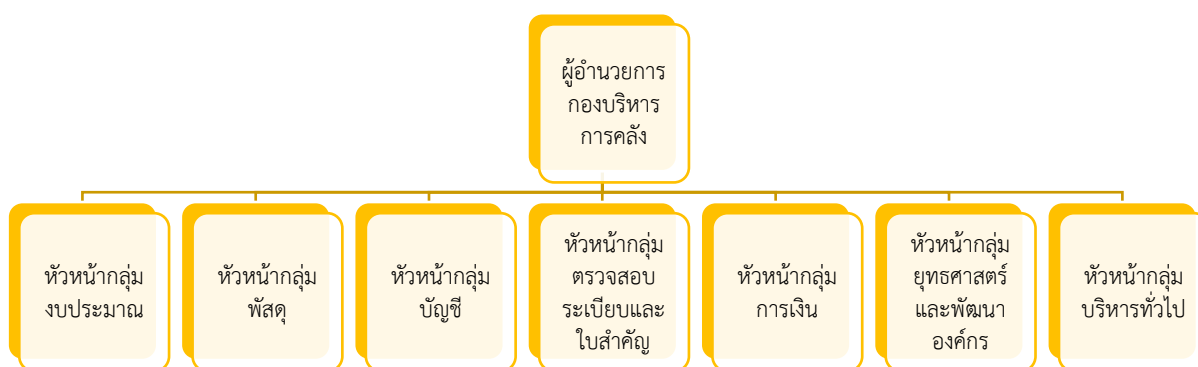 ผู้อำนวยการ
กองบริหาร
การคลัง
หัวหน้ากลุ่ม
งบประมาณ
หัวหน้ากลุ่ม
พัสดุ
หัวหน้ากลุ่ม
บัญชี
หัวหน้ากลุ่ม
ตรวจสอบ
ระเบียบและ
ใบสำคัญ
หัวหน้ากลุ่ม
การเงิน
หัวหน้ากลุ่ม
ยุทธศาสตร์
และพัฒนา
องค์กร
หัวหน้ากลุ่ม
บริหารทั่วไป